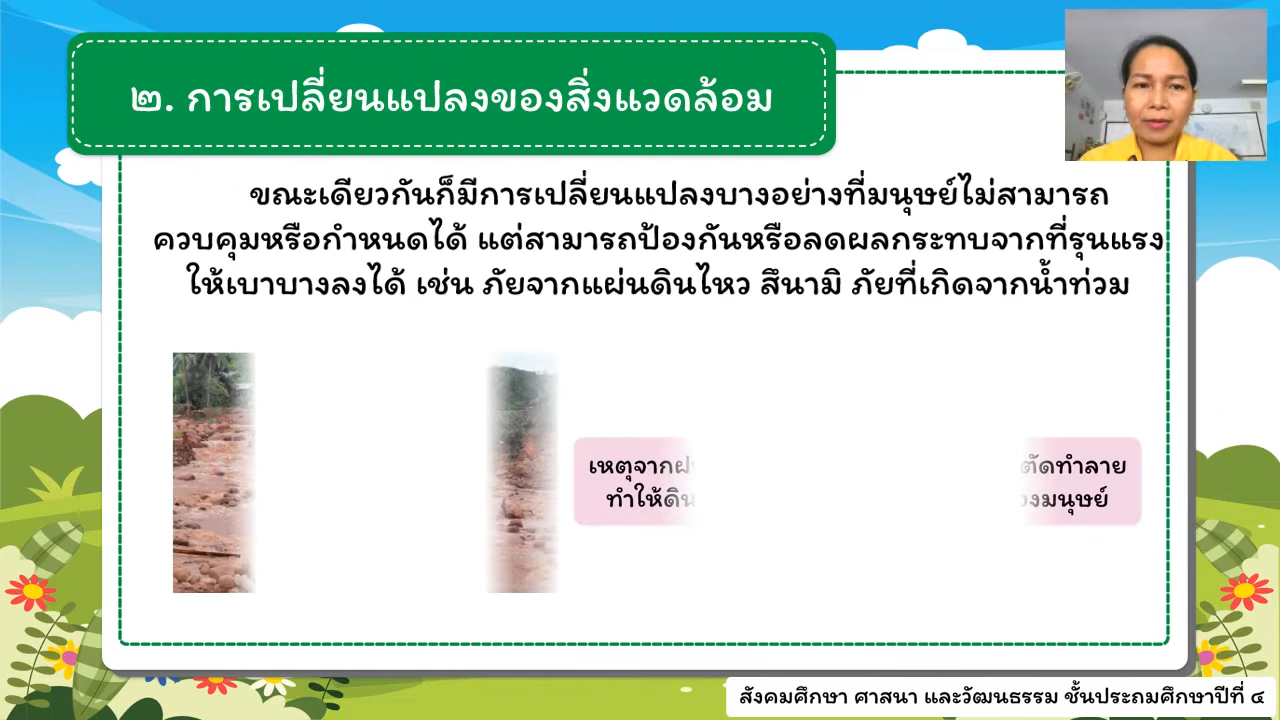 ๒. การเปลี่ยนแปลงของสิ่งแวดล้อม
ขณะเดียวกันก็มีการเปลี่ยนแปลงบางอย่างที่มนุษย์ไม่สามารถ
ควบคุมหรือกำหนดได้ แต่สามารถป้องกันหรือลดผลกระทบจากที่รุนแรง
ให้เบาบางลงได้ เช่น ภัยจากแผ่นดินไหว สึนามิ ภัยที่เกิดจากน้ำท่วม
เหตุจาก ตัดทำลาย
ทำให้ดิน มนุษย์
สังคมศึกษา ศาสนา และวัฒนธรรม ชั้นประถมศึกษาปีที่ ๔